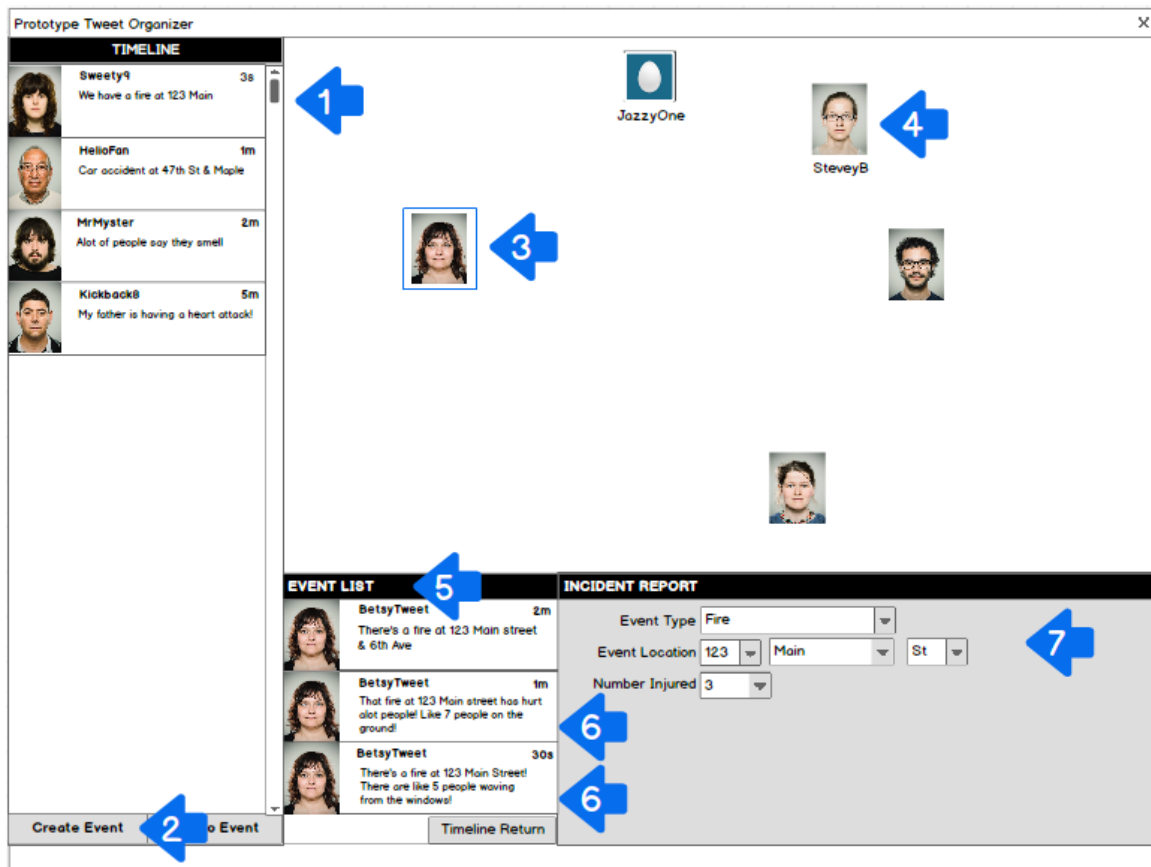 Prototype Tweet Organizer
X
TIMELINE
Sweety9 3s
We have a fire at 123 Main
HelioFan 1m
Car accident at 47th St & Maple
MrMyster 2m
Alot of people say they smell
Kickback8 5m
My father is having a heart attack!
Create Event
2
o Event
1
JazzyOne
SteveyB
4
3
EVENT LIST
5
BetsyTweet 2m
There's a fire at 123 Main street
& 6th Ave
BetsyTweet 1m
That fire at 123 Main street has hurt
alot people! Like 7 people on the
ground!
6
BetsyTweet 30s
There's a fire at 123 Main Street!
There are like 5 people waving
from the windows!
6
Timeline Return
INCIDENT REPORT
Event Type Fire
Event Location 123 Main St
Number Injured 3
7